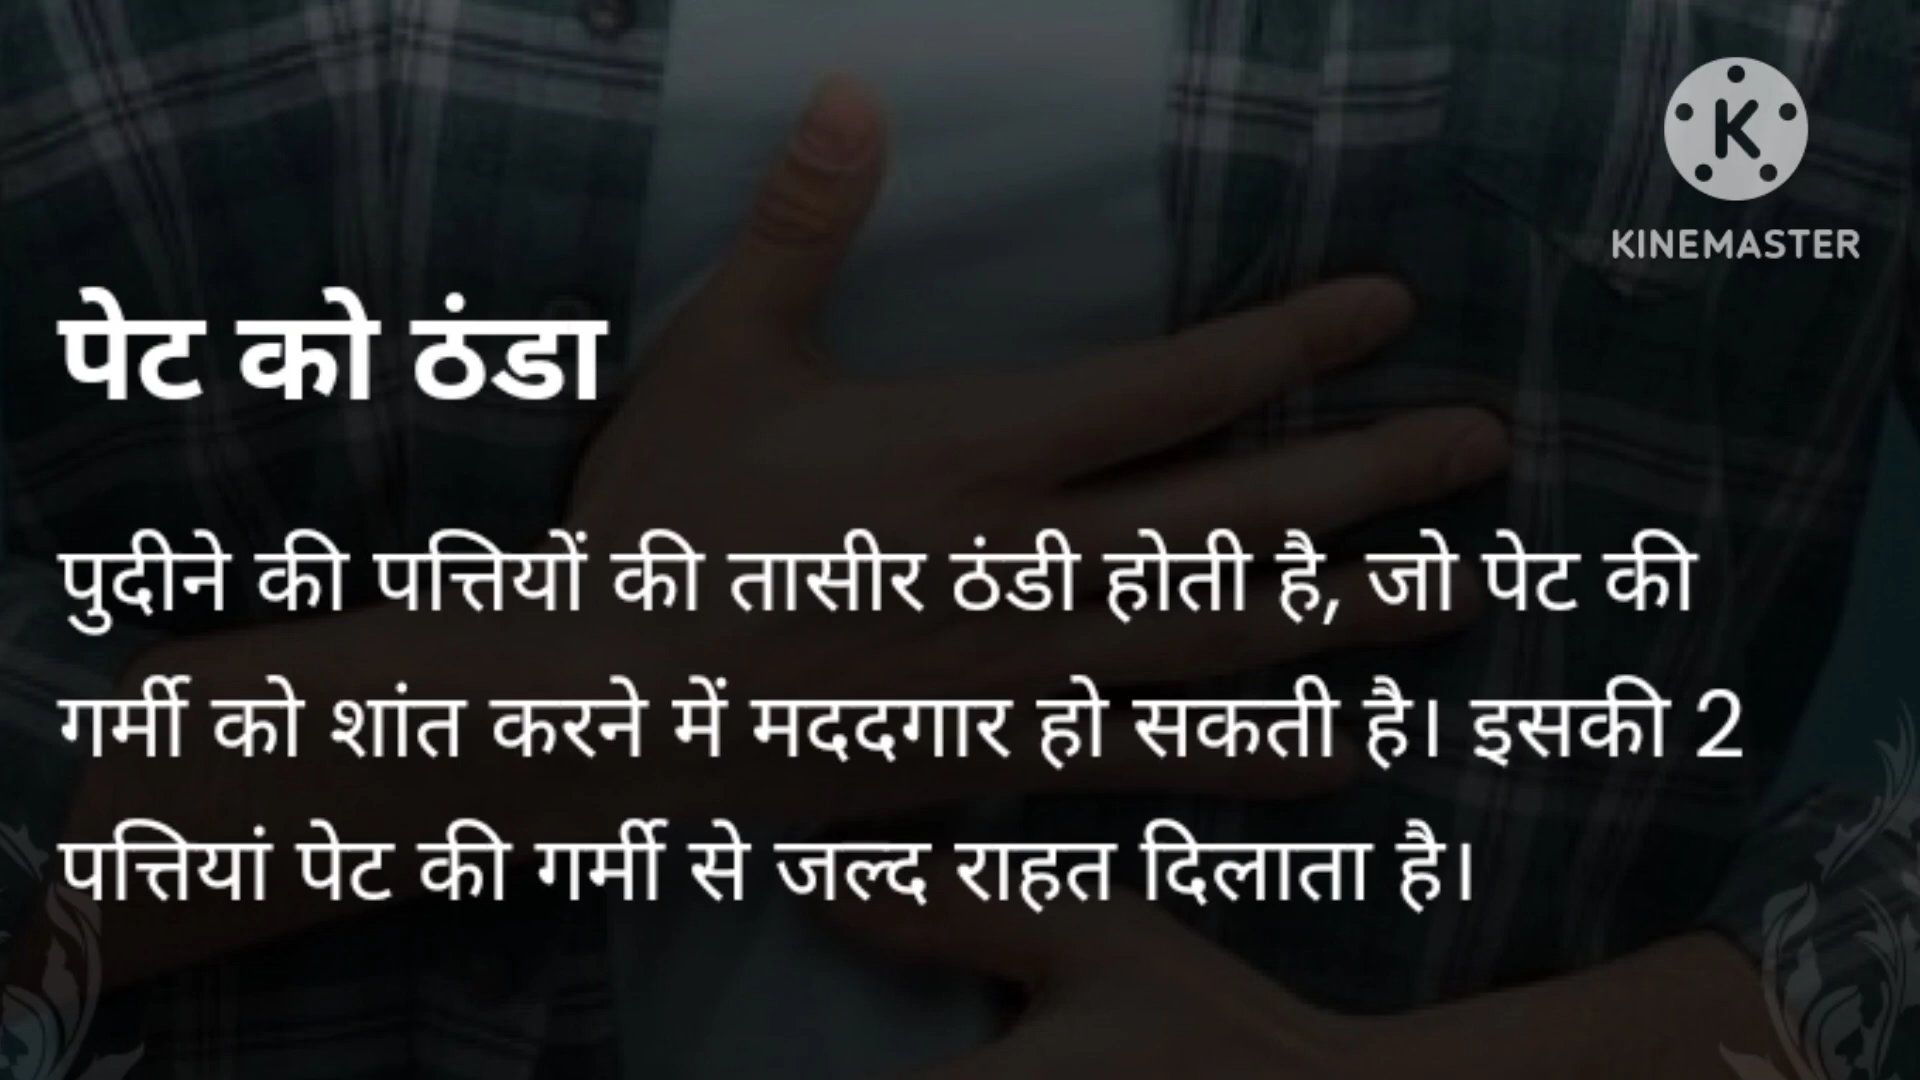 KINEMASTER
पेट को ठंडा
पुदीने की पत्तियों की तासीर ठंडी होती है, जो पेट की
गर्मी को शांत करने में मददगार हो सकती है। इसकी 2
पत्तियां पेट की गर्मी से जल्द राहत दिलाता है।